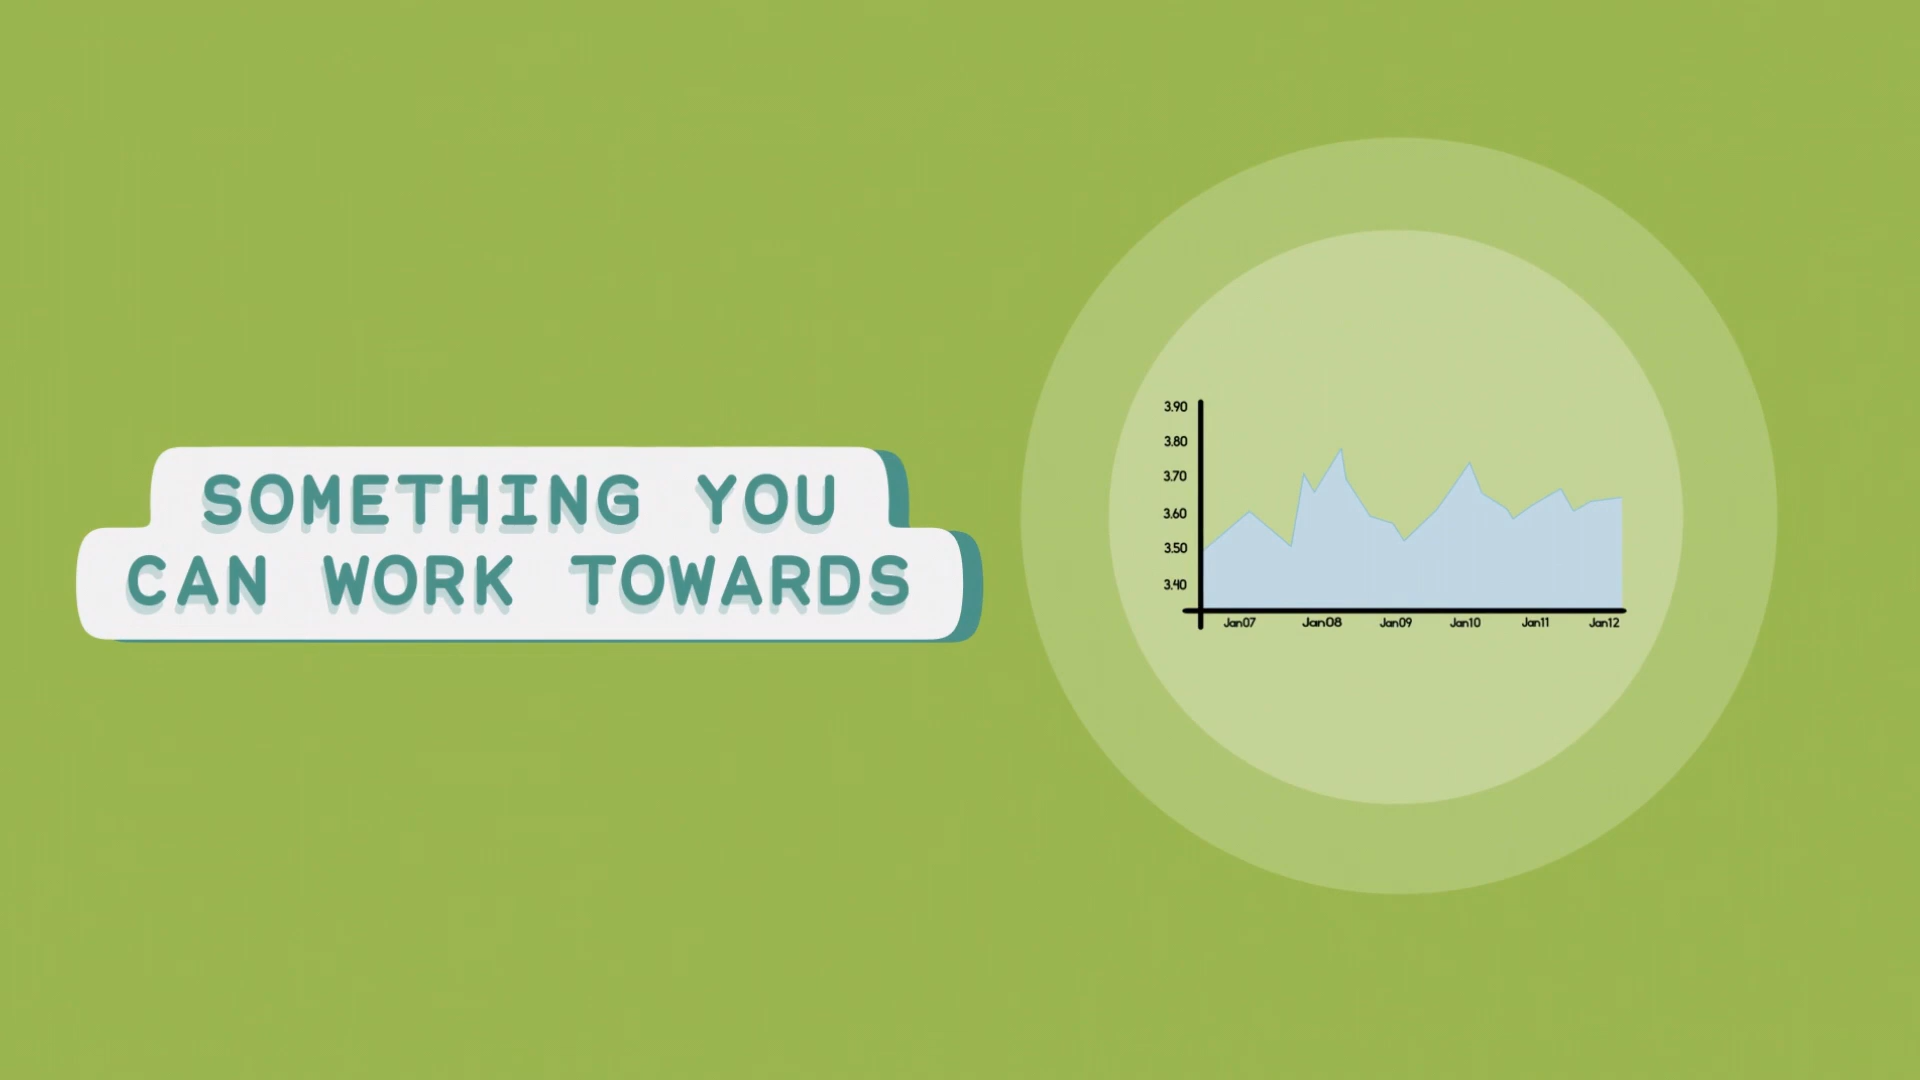 SOMETHING YOU
CAN WORK TOWARDS
3.90
3.80
3.70
3.60
3.50
3.40
Jan07 Jan08 Jan09 Jan10 Jan11 Jan12